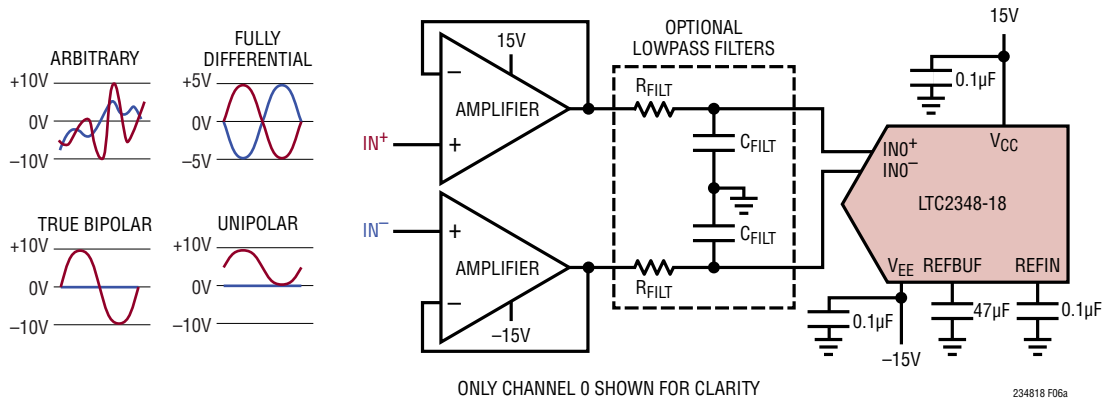 ARBITRARY
+10V
0V
–10V
FULLY
DIFFERENTIAL
+5V
0V
–5V
TRUE BIPOLAR
+10V
0V
–10V
UNIPOLAR
+10V
0V
–10V
IN+
IN–
15V
–
AMPLIFIER
+
+
AMPLIFIER
–
–15V
OPTIONAL
LOWPASS FILTERS
RFILT
CFILT
CFILT
RFILT
15V
0.1µF
VCC
IN0+
IN0–
LTC2348-18
VEE
REFBUF
REFIN
0.1µF
–15V
47µF
0.1µF
ONLY CHANNEL 0 SHOWN FOR CLARITY
234818 F06a